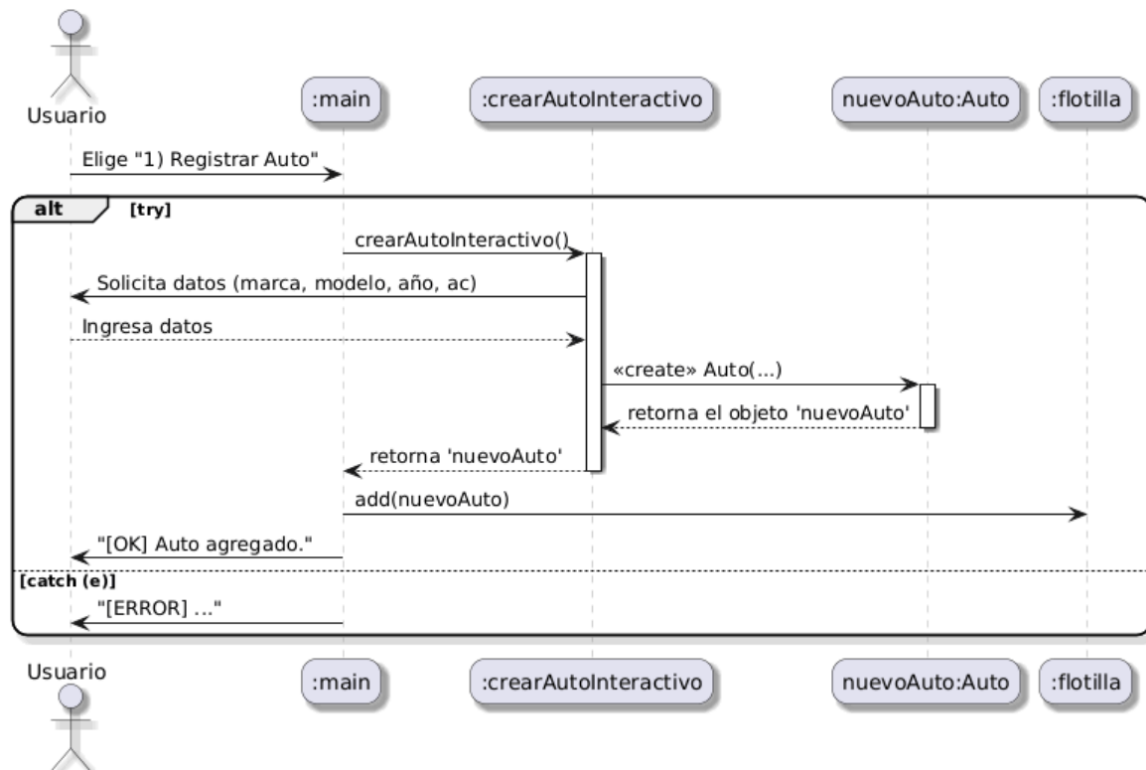 Usuario
:main
:crearAutoInteractivo
nuevoAuto:Auto
:flotilla
Elige "1) Registrar Auto"
alt
[try]
crearAutoInteractivo()
Solicita datos (marca, modelo, año, ac)
Ingresa datos
«create» Auto(...)
retorna el objeto 'nuevoAuto'
retorna 'nuevoAuto'
add(nuevoAuto)
"[OK] Auto agregado."
[catch (e)]
"[ERROR] ..."
Usuario
:main
:crearAutoInteractivo
nuevoAuto:Auto
:flotilla